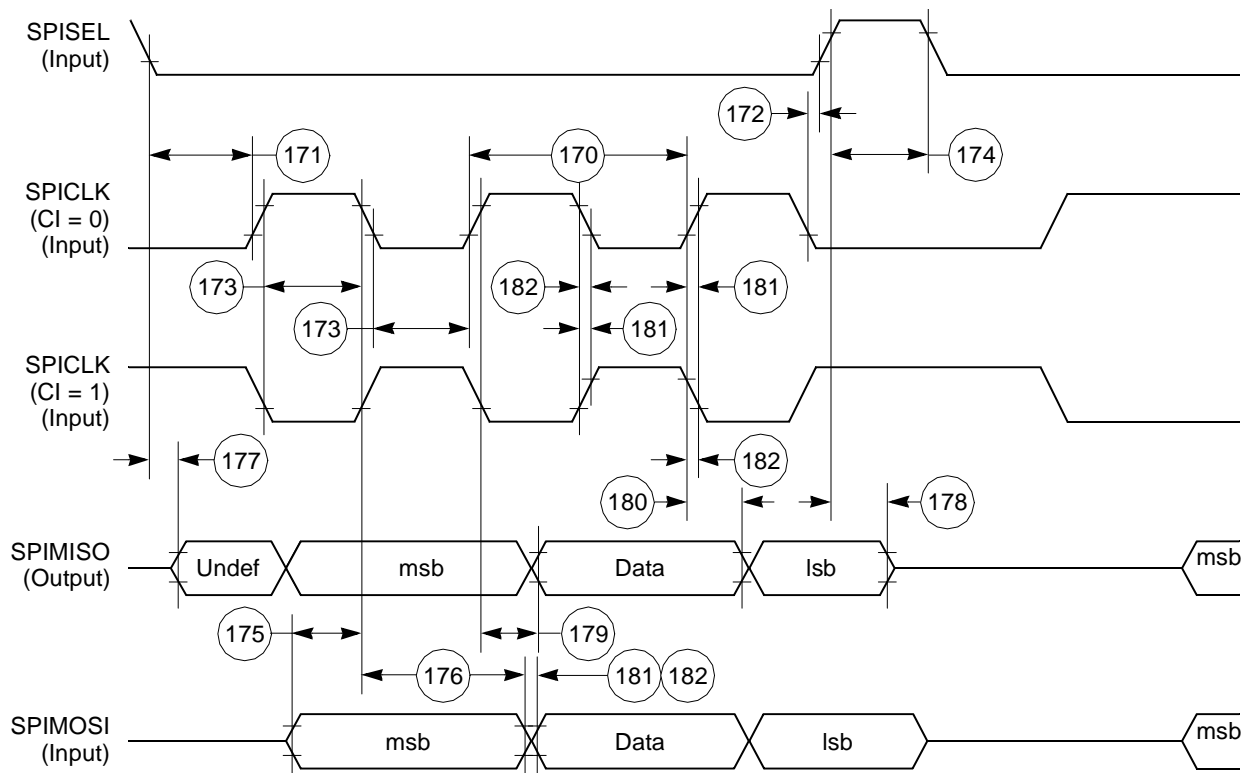 SPISEL
(Input)
172
171
170
174
SPICLK
(CI = 0)
(Input)
173
182
181
173
181
SPICLK
(CI = 1)
(Input)
177
182
180
178
SPIMISO
(Output)
Undef
msb
Data
lsb
msb
175
179
176
181
182
SPIMOSI
(Input)
msb
Data
lsb
msb